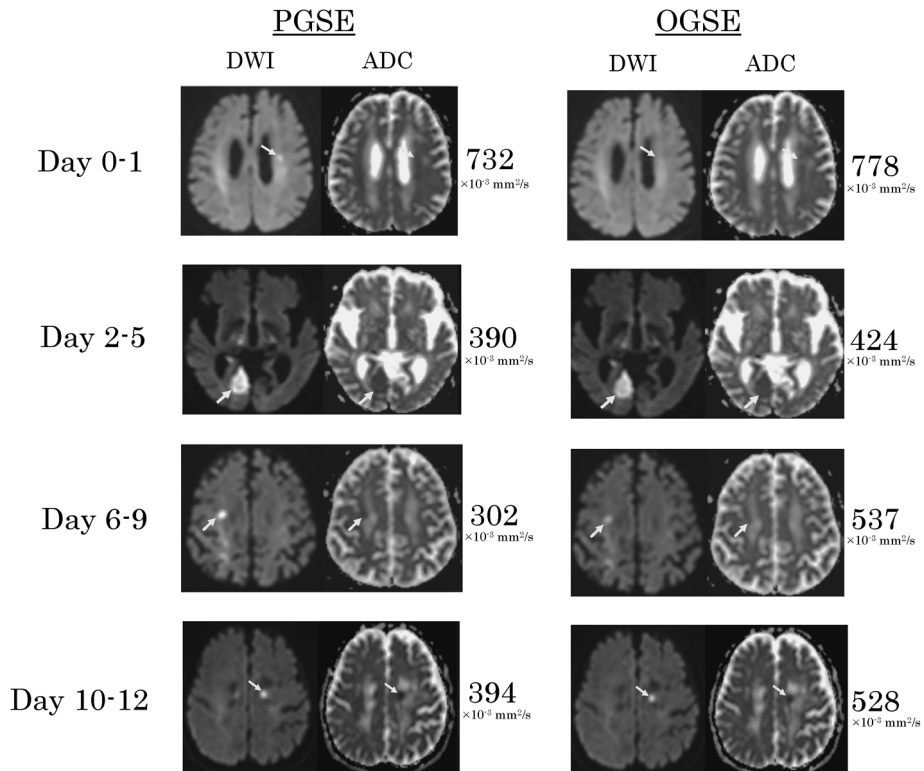 PGSE
OGSE
DWI
ADC
DWI
ADC
Day 0-1
732
×10⁻³ mm²/s
778
×10⁻³ mm²/s
Day 2-5
390
×10⁻³ mm²/s
424
×10⁻³ mm²/s
Day 6-9
302
×10⁻³ mm²/s
537
×10⁻³ mm²/s
Day 10-12
394
×10⁻³ mm²/s
528
×10⁻³ mm²/s